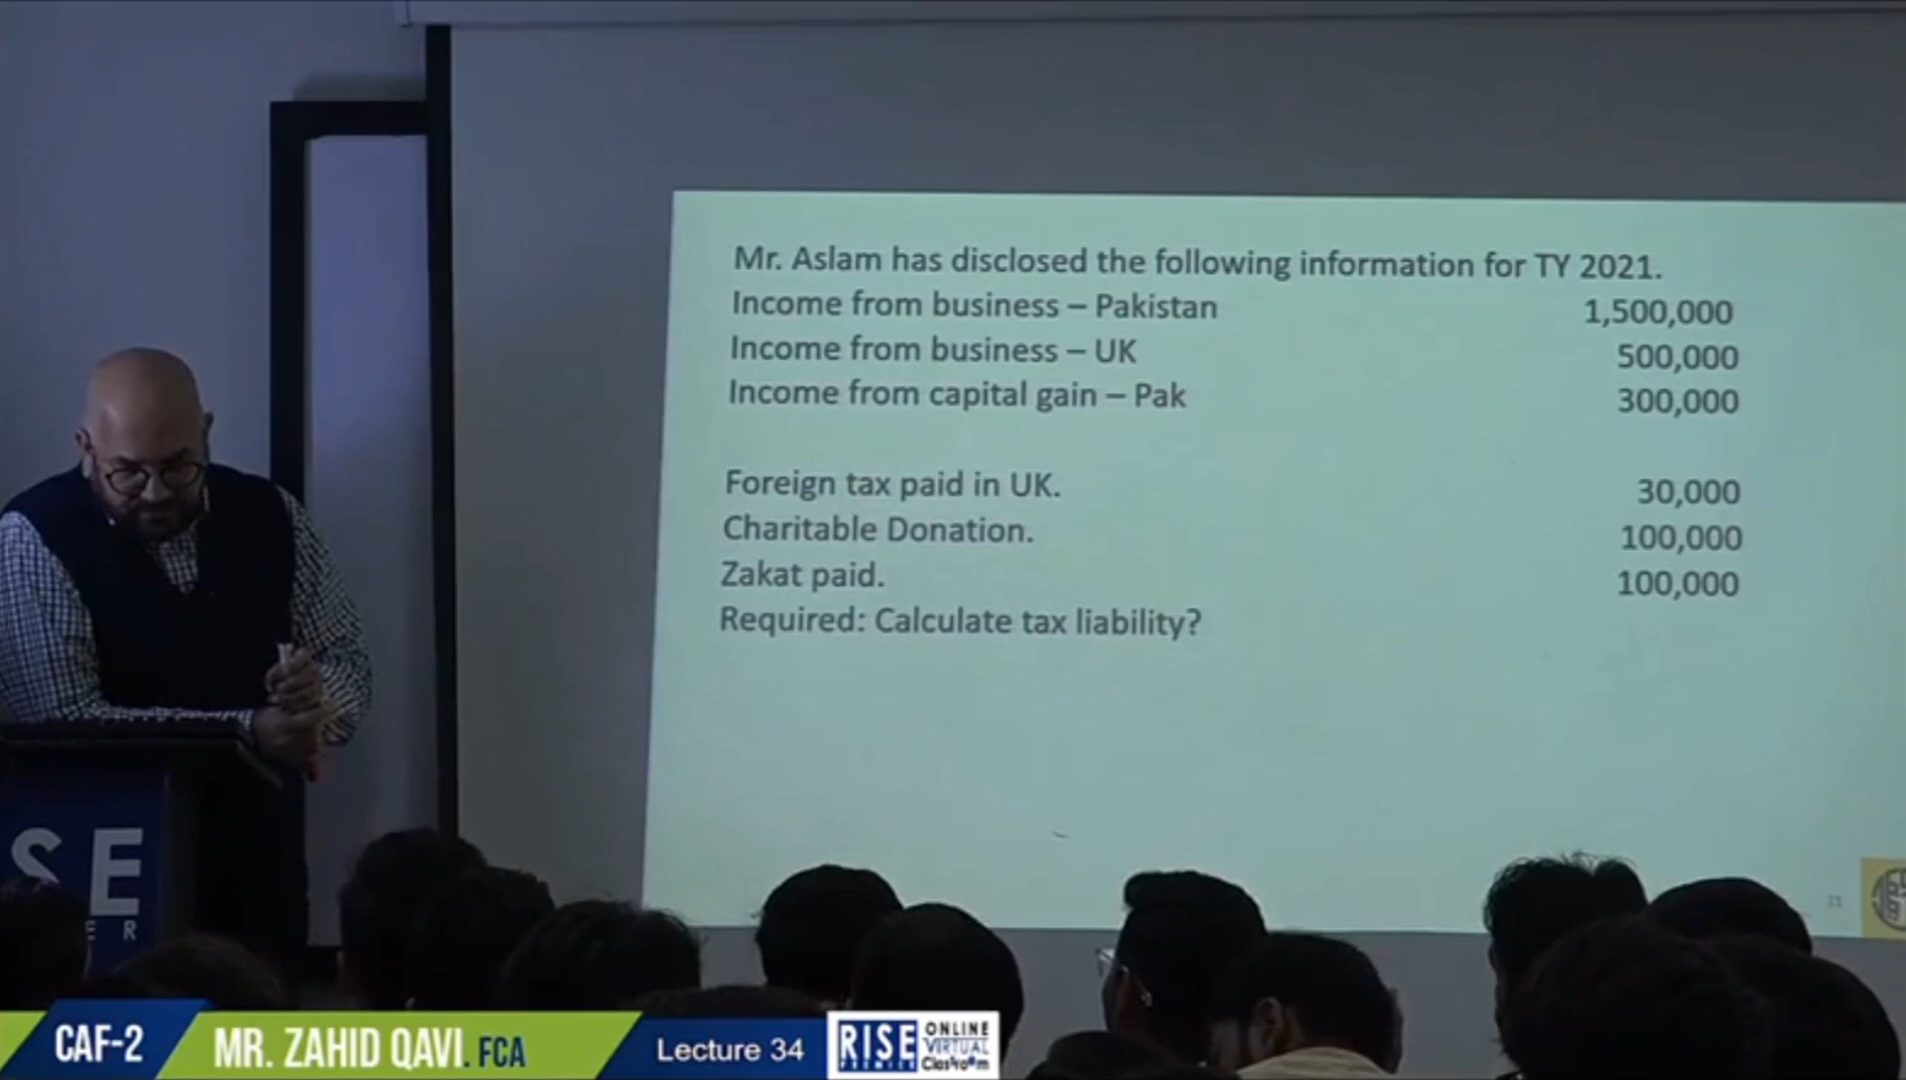 Mr. Aslam has disclosed the following information for TY 2021.
Income from business – Pakistan 1,500,000
Income from business – UK 500,000
Income from capital gain – Pak 300,000
Foreign tax paid in UK. 30,000
Charitable Donation. 100,000
Zakat paid. 100,000
Required: Calculate tax liability?
SE
ER
CAF-2
MR. ZAHID QAVI. FCA
Lecture 34
RISE
PREMIER
ONLINE
VIRTUAL
Classroom